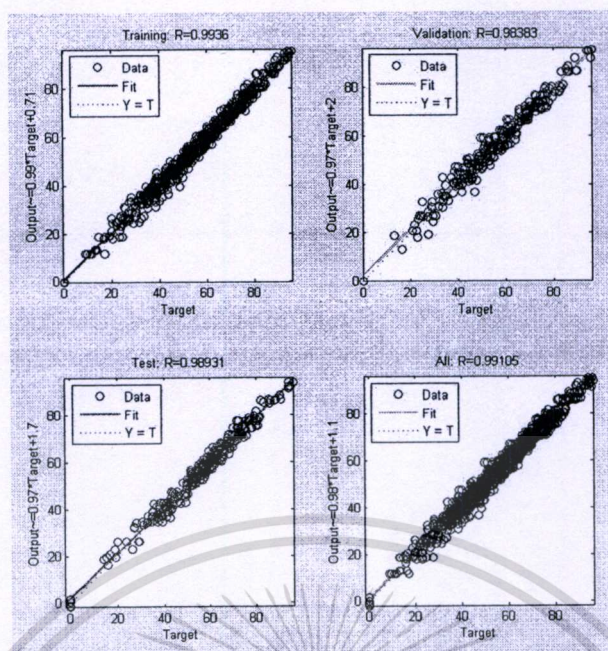 Training: R=0.9936
Output~=0.99*Target+0.71
Data
Fit
Y = T
80
60
40
20
0
0 20 40 60 80
Target
Validation: R=0.98383
Output~=0.97*Target+2
Data
Fit
Y = T
80
60
40
20
0
0 20 40 60 80
Target
Test: R=0.98931
Output~=0.97*Target+1.7
Data
Fit
Y = T
80
60
40
20
0
0 20 40 60 80
Target
All: R=0.99105
Output~=0.98*Target+1.1
Data
Fit
Y = T
80
60
40
20
0
0 20 40 60 80
Target